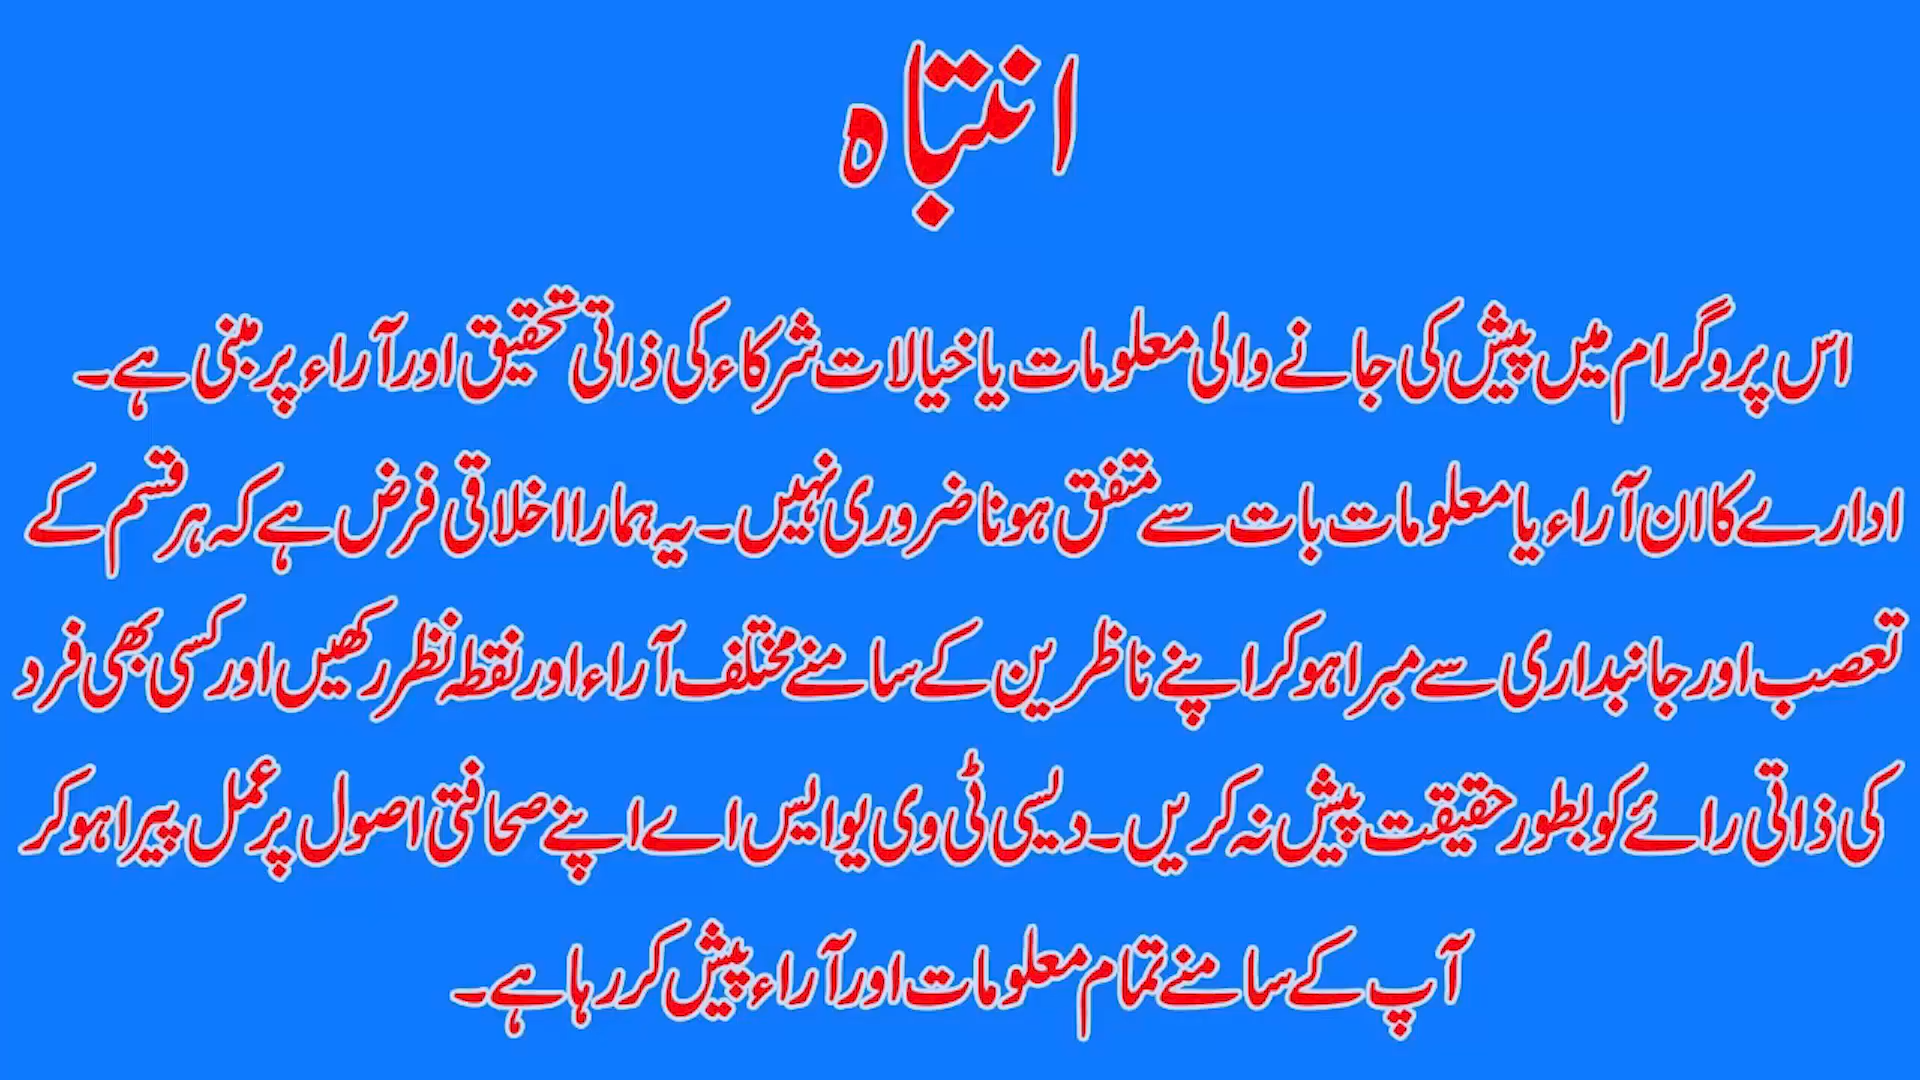 انتباہ
اس پروگرام میں پیش کی جانے والی معلومات یا خیالات شرکاء کی ذاتی تحقیق اور آراء پر مبنی ہے۔
ادارے کا ان آراء یا معلومات بات سے متفق ہونا ضروری نہیں۔ یہ ہمارا اخلاقی فرض ہے کہ ہر قسم کے
تعصب اور جانبداری سے مبرا ہو کر اپنے ناظرین کے سامنے مختلف آراء اور نقطہ نظر رکھیں اور کسی بھی فرد
کی ذاتی رائے کو بطور حقیقت پیش نہ کریں۔ دیسی ٹی وی یو ایس اے اپنے صحافتی اصول پر عمل پیرا ہو کر
آپ کے سامنے تمام معلومات اور آراء پیش کر رہا ہے۔